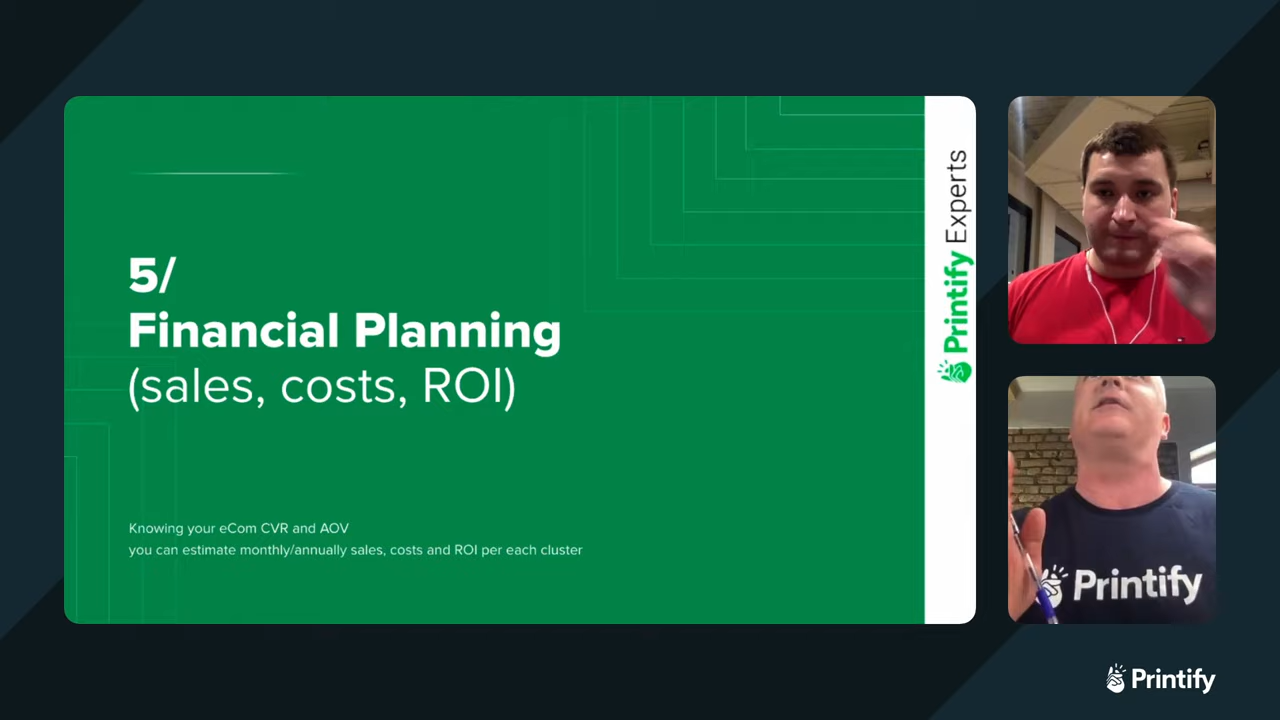 5/
Financial Planning
(sales, costs, ROI)
Knowing your eCom CVR and AOV
you can estimate monthly/annually sales, costs and ROI per each cluster
Printify Experts
Printify
Printify